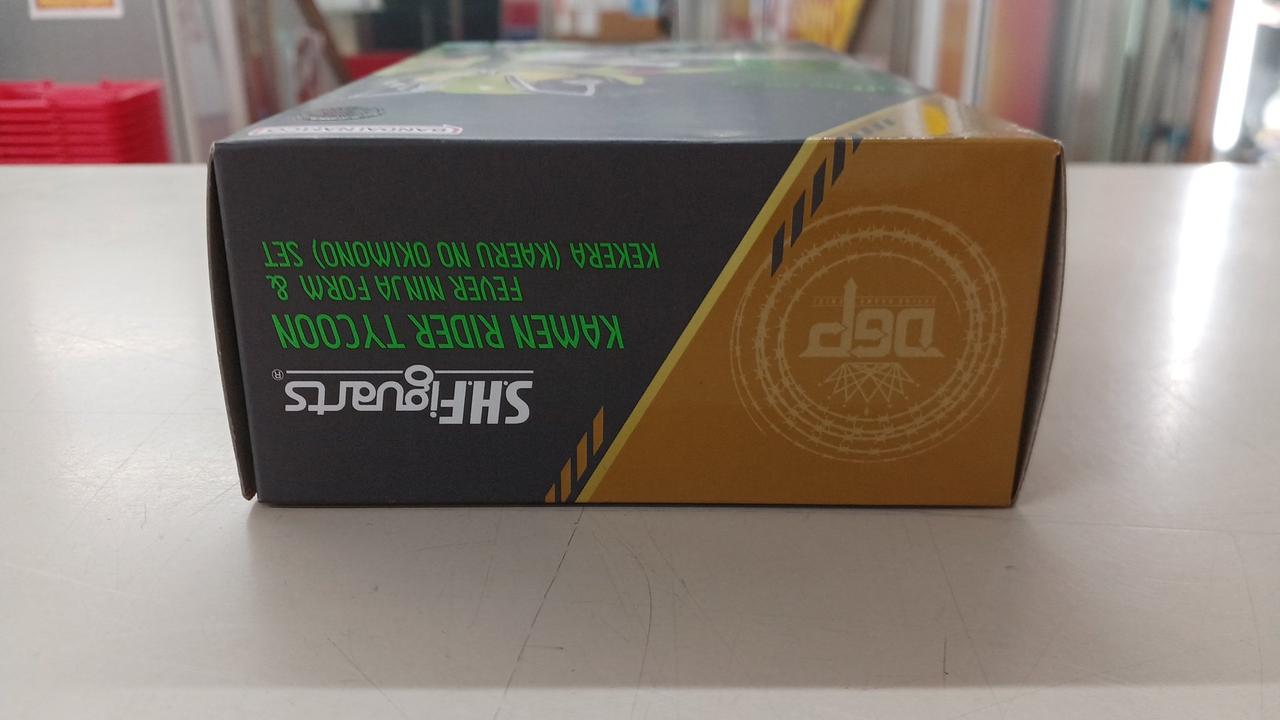 S.H.Figuarts®
KAMEN RIDER TYCOON
FEVER NINJA FORM &
KEKERA (KAERU NO OKIMONO) SET
DGP